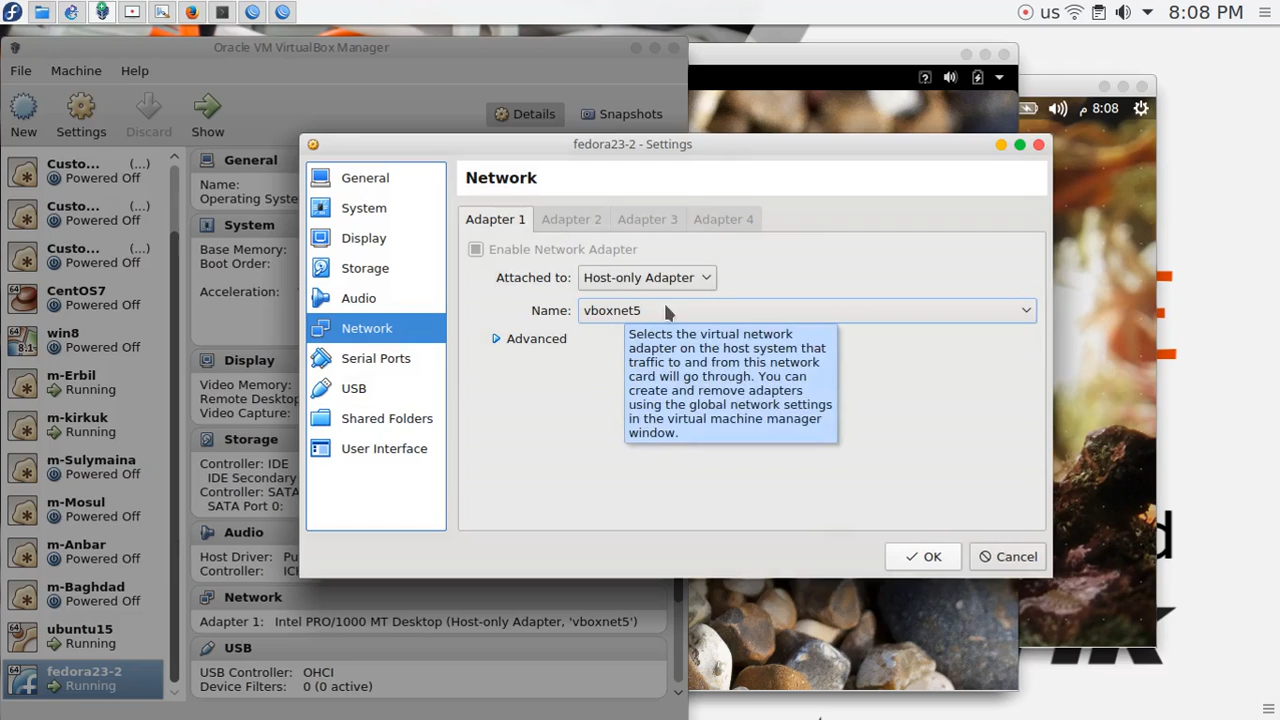 us
8:08 PM
Oracle VM VirtualBox Manager
File Machine Help
New Settings Discard Show
Details Snapshots
Custo... (...)
Powered Off
Custo... (...)
Powered Off
Custo... (...)
Powered Off
CentOS7
Powered Off
win8
Powered Off
m-Erbil
Running
m-kirkuk
Running
m-Sulymaina
Powered Off
m-Mosul
Powered Off
m-Anbar
Powered Off
m-Baghdad
Powered Off
ubuntu15
Running
fedora23-2
Running
General
Name:
Operating Syste
System
Base Memory:
Boot Order:
Acceleration:
Display
Video Memory:
Remote Desktop
Video Capture:
Storage
Controller: IDE
IDE Secondary
Controller: SATA
SATA Port 0:
Audio
Host Driver: Pu
Controller: ICH
Network
Adapter 1: Intel PRO/1000 MT Desktop (Host-only Adapter, 'vboxnet5')
USB
USB Controller: OHCI
Device Filters: 0 (0 active)
fedora23-2 - Settings
General
System
Display
Storage
Audio
Network
Serial Ports
USB
Shared Folders
User Interface
Network
Adapter 1 Adapter 2 Adapter 3 Adapter 4
Enable Network Adapter
Attached to: Host-only Adapter
Name: vboxnet5
Advanced
Selects the virtual network
adapter on the host system that
traffic to and from this network
card will go through. You can
create and remove adapters
using the global network settings
in the virtual machine manager
window.
OK Cancel
8:08 م